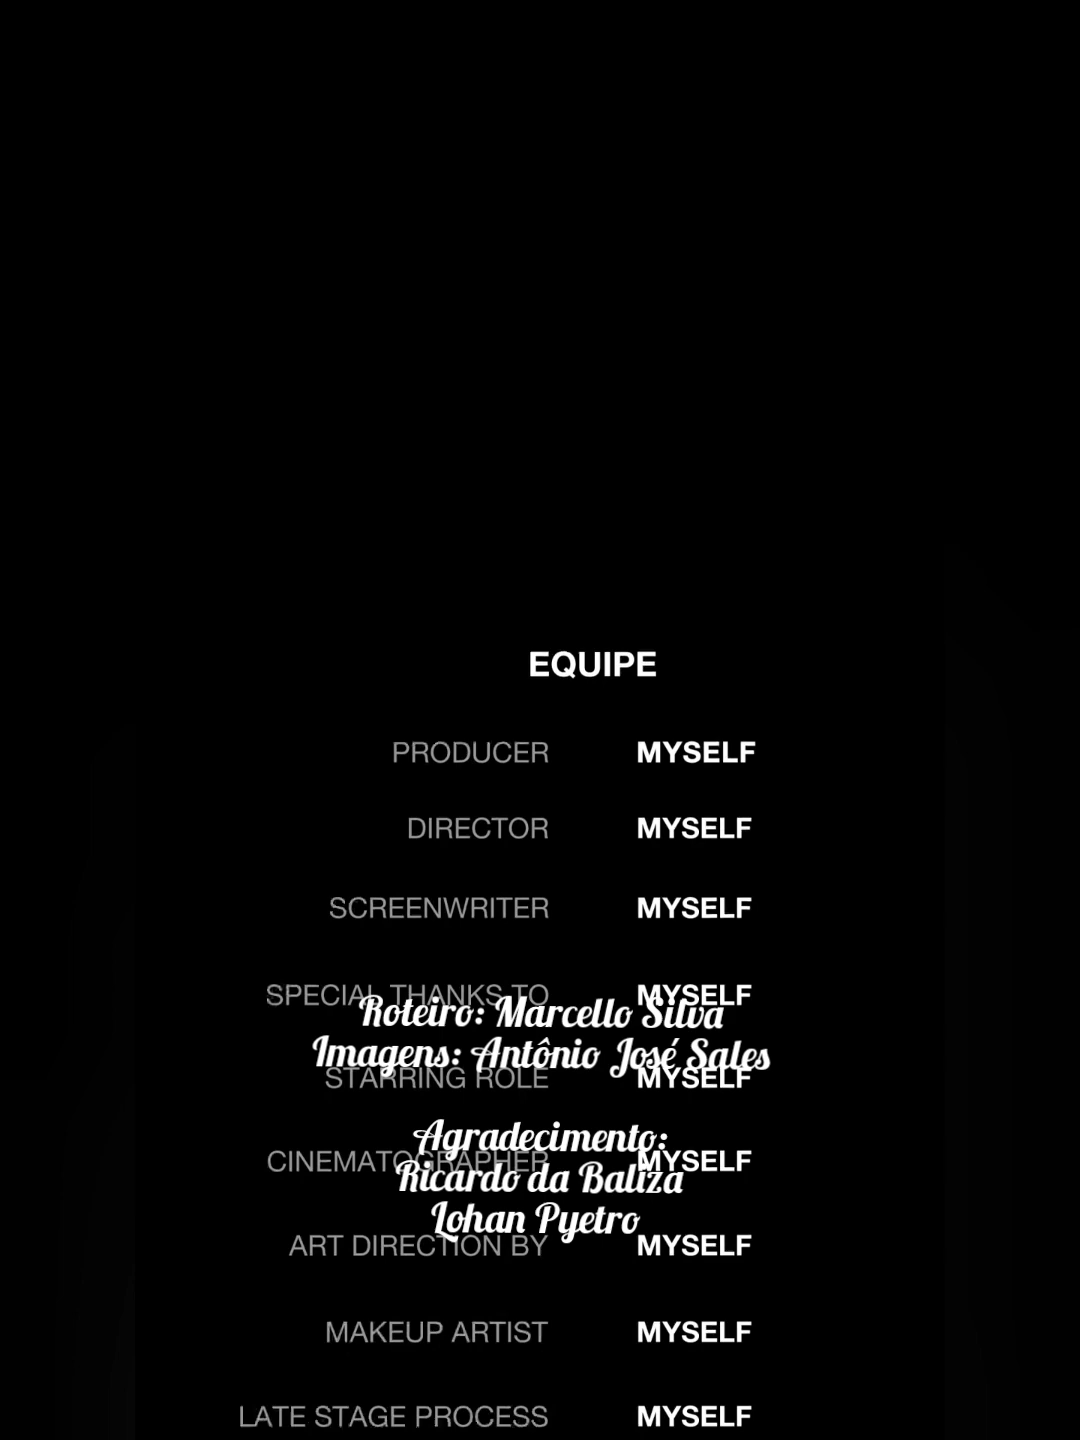 EQUIPE
PRODUCER MYSELF
DIRECTOR MYSELF
SCREENWRITER MYSELF
SPECIAL THANKS TO MYSELF
Roteiro: Marcello Silva
Imagens: Antônio José Sales
STARRING ROLE MYSELF
Agradecimento:
CINEMATOGRAPHER MYSELF
Ricardo da Baliza
Lohan Pyetro
ART DIRECTION BY MYSELF
MAKEUP ARTIST MYSELF
LATE STAGE PROCESS MYSELF